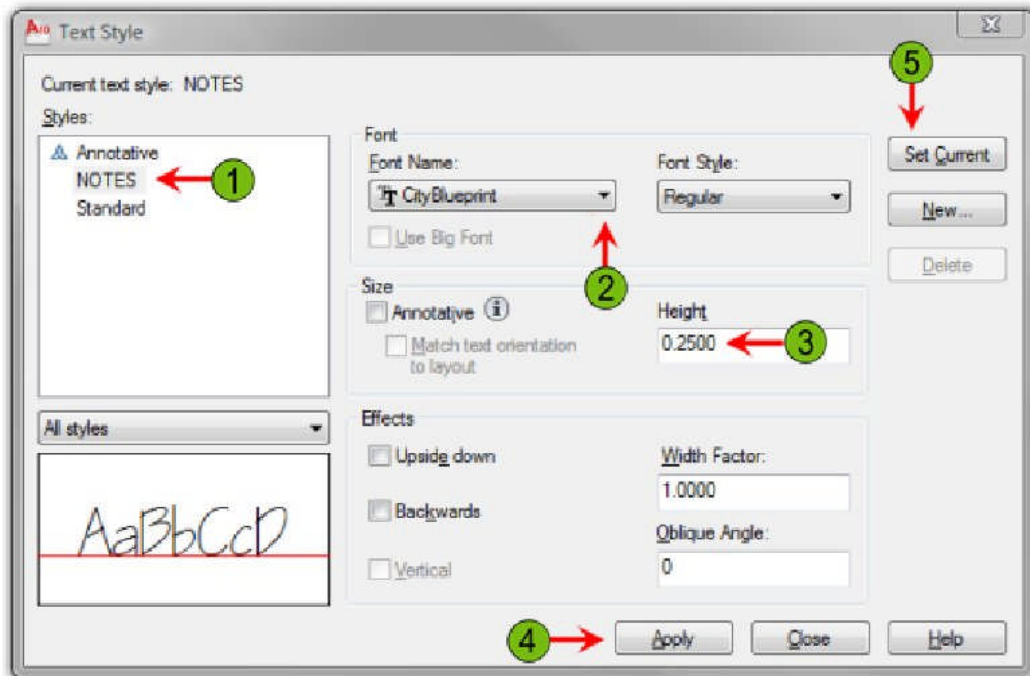 Text Style
Current text style: NOTES
Styles:
Annotative
NOTES
Standard
1
All styles
AaBbCcD
Font
Font Name:
CityBlueprint
Use Big Font
Font Style:
Regular
2
Size
Annotative
Match text orientation
to layout
Height
0.2500
3
Effects
Upside down
Backwards
Vertical
Width Factor:
1.0000
Oblique Angle:
0
5
Set Current
New...
Delete
4
Apply
Close
Help